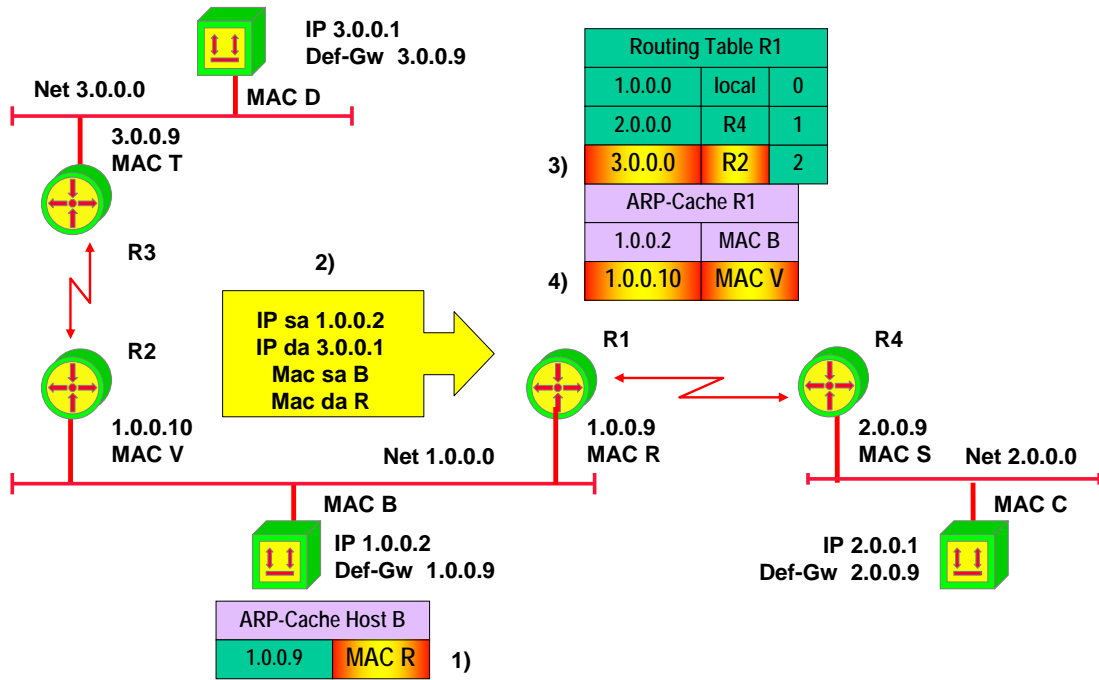 IP 3.0.0.1
Def-Gw 3.0.0.9
Net 3.0.0.0
MAC D
3.0.0.9
MAC T
R3
Routing Table R1
1.0.0.0 local 0
2.0.0.0 R4 1
3) 3.0.0.0 R2 2
ARP-Cache R1
1.0.0.2 MAC B
4) 1.0.0.10 MAC V
2)
IP sa 1.0.0.2
IP da 3.0.0.1
Mac sa B
Mac da R
R2
1.0.0.10
MAC V
R1
1.0.0.9
MAC R
R4
2.0.0.9
MAC S
Net 1.0.0.0
Net 2.0.0.0
MAC B
IP 1.0.0.2
Def-Gw 1.0.0.9
MAC C
IP 2.0.0.1
Def-Gw 2.0.0.9
ARP-Cache Host B
1.0.0.9 MAC R 1)